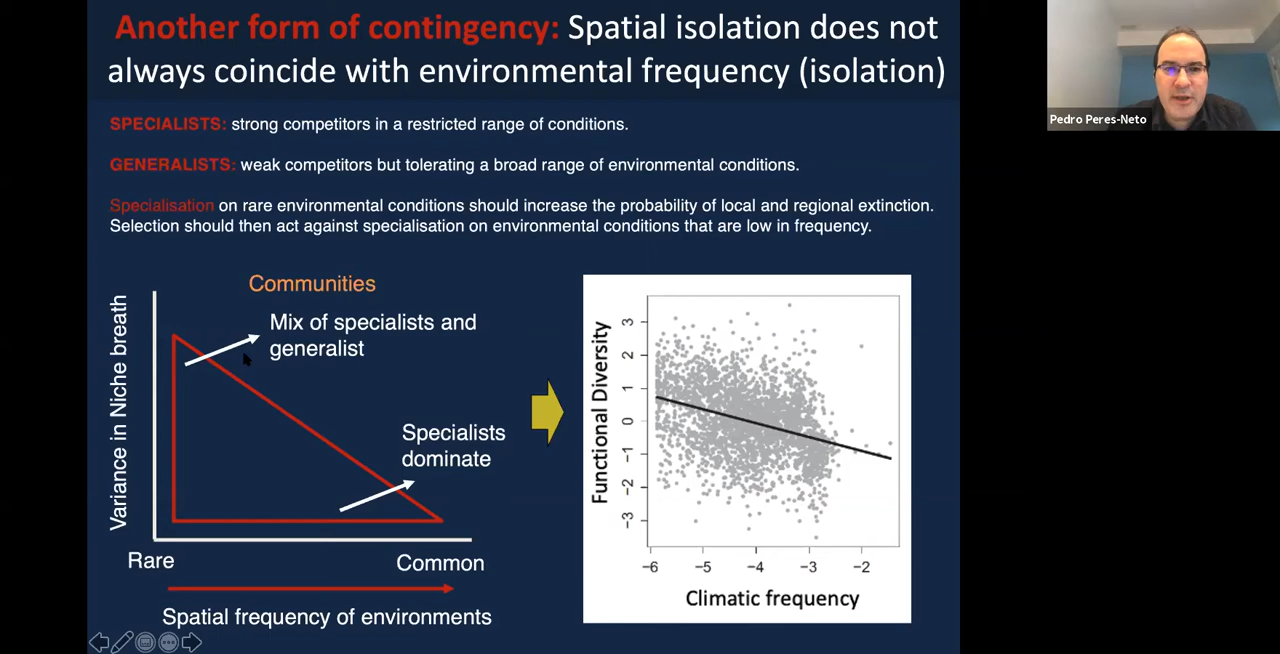 Another form of contingency: Spatial isolation does not
always coincide with environmental frequency (isolation)
SPECIALISTS: strong competitors in a restricted range of conditions.
GENERALISTS: weak competitors but tolerating a broad range of environmental conditions.
Specialisation on rare environmental conditions should increase the probability of local and regional extinction.
Selection should then act against specialisation on environmental conditions that are low in frequency.
Communities
Mix of specialists and
generalist
Specialists
dominate
Variance in Niche breath
Rare
Common
Spatial frequency of environments
Functional Diversity
3
2
1
0
−1
−2
−3
−6 −5 −4 −3 −2
Climatic frequency
Pedro Peres-Neto